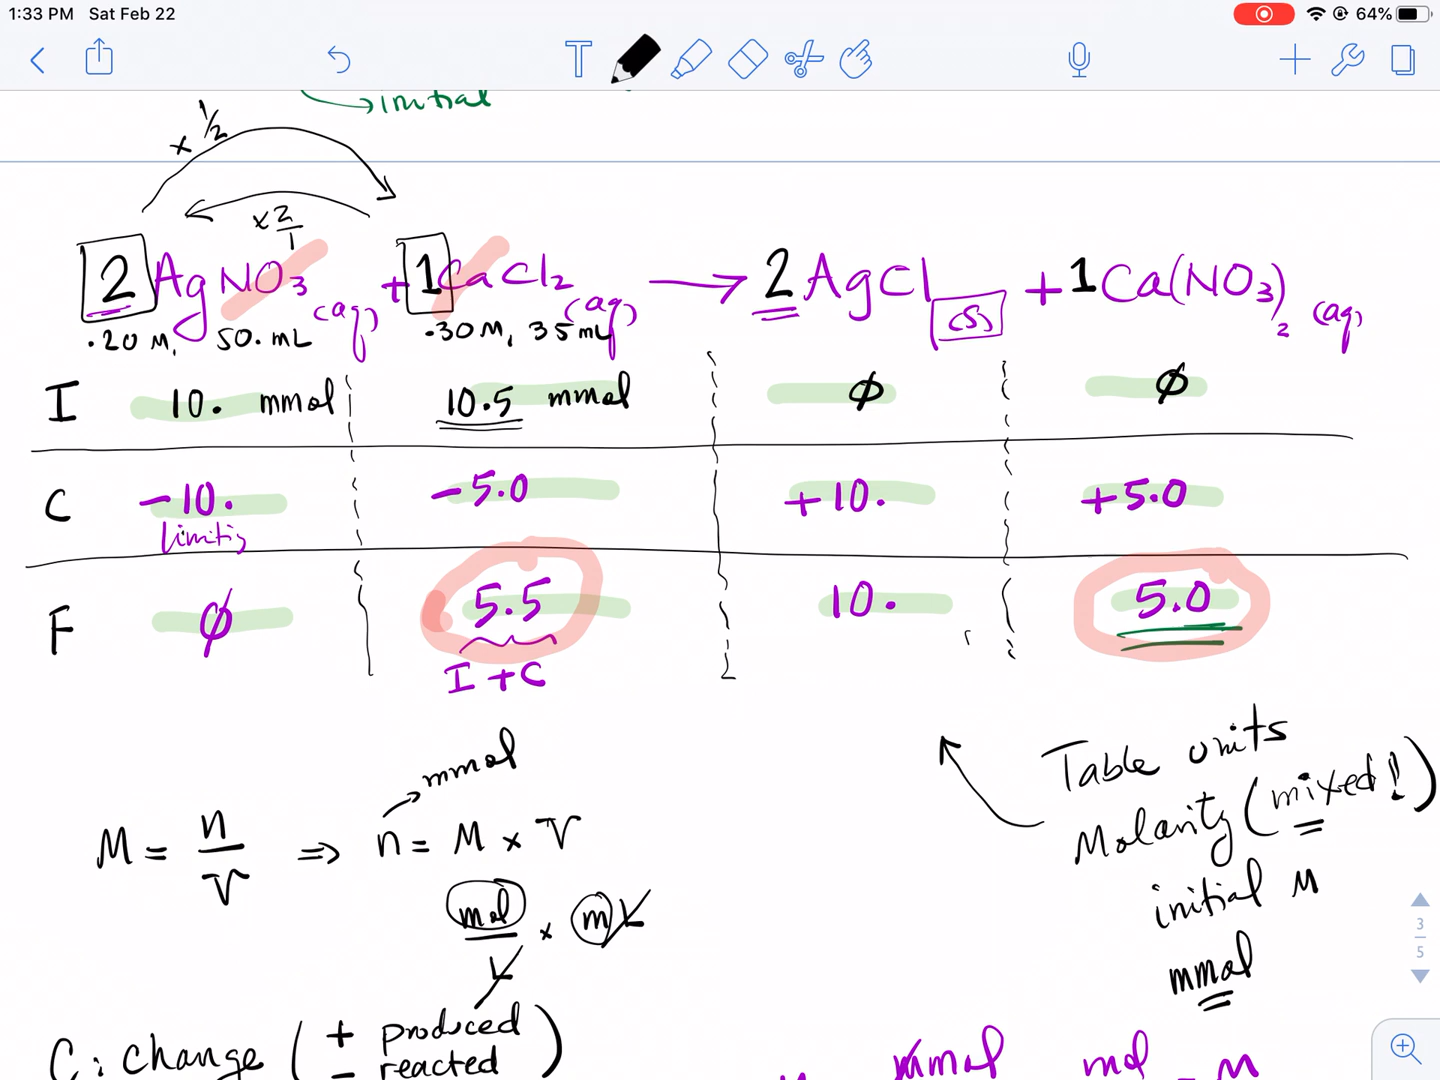 1:33 PM Sat Feb 22 64%
T
→initial
× 1/2
× 2/1
2 AgNO₃ (aq) + 1 CaCl₂ (aq) → 2 AgCl (s) + 1 Ca(NO₃)₂ (aq)
.20 M, 50. mL .30 M, 35 mL
I 10. mmol 10.5 mmol ϕ ϕ
C -10. -5.0 +10. +5.0
F ϕ 5.5 10. 5.0
I + C
mmol
M = n/V ⇒ n = M × V
mol/L × mL
Table units
Molarity (mixed!)
initial M
mmol
3
5
C: change ( + produced
− reacted )
mmol mol = M